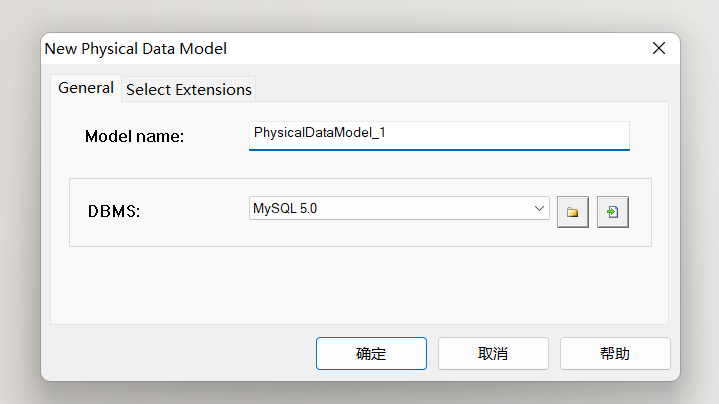 New Physical Data Model
General
Select Extensions
Model name:
PhysicalDataModel_1
DBMS:
MySQL 5.0
确定
取消
帮助